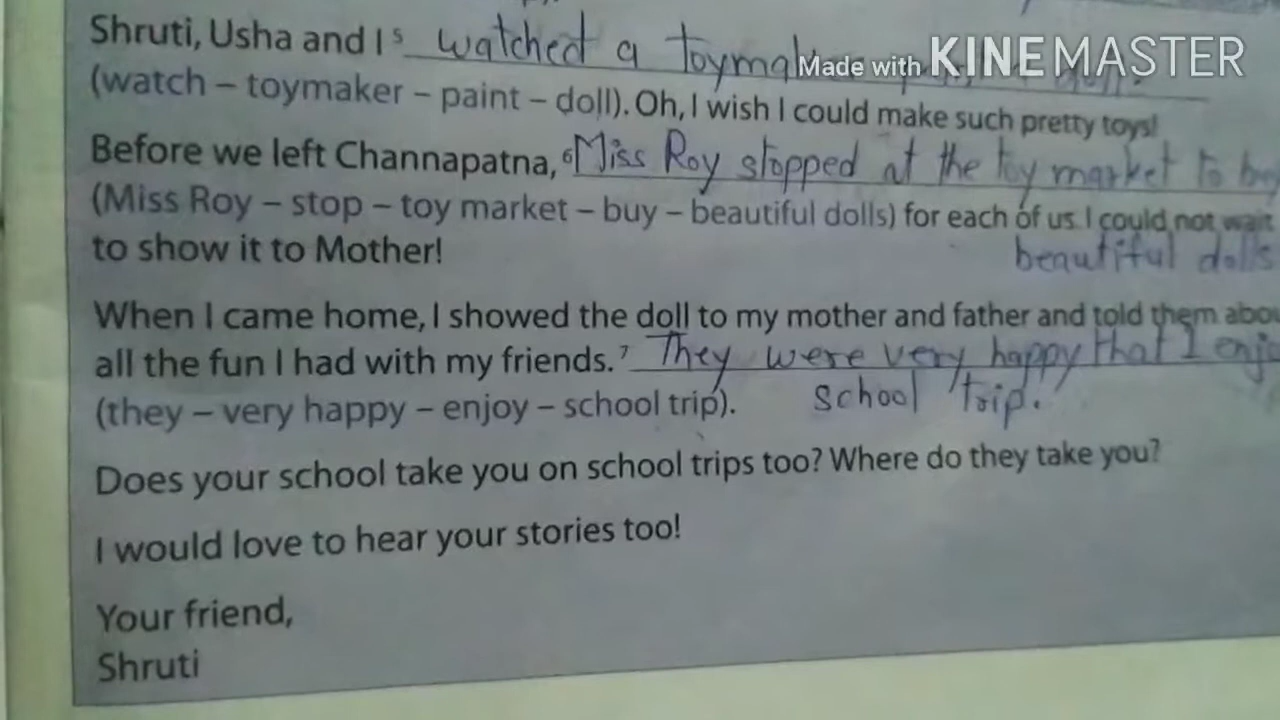 Shruti, Usha and I 5 watched a toymak
Made with KINEMASTER
(watch – toymaker – paint – doll). Oh, I wish I could make such pretty toys!
Before we left Channapatna, 6 Miss Roy stopped at the toy market to
(Miss Roy – stop – toy market – buy – beautiful dolls) for each of us. I could not wait
to show it to Mother!
beautiful dolls
When I came home, I showed the doll to my mother and father and told them abou
all the fun I had with my friends. 7 They were very happy that I enj
(they – very happy – enjoy – school trip).
school trip.
Does your school take you on school trips too? Where do they take you?
I would love to hear your stories too!
Your friend,
Shruti